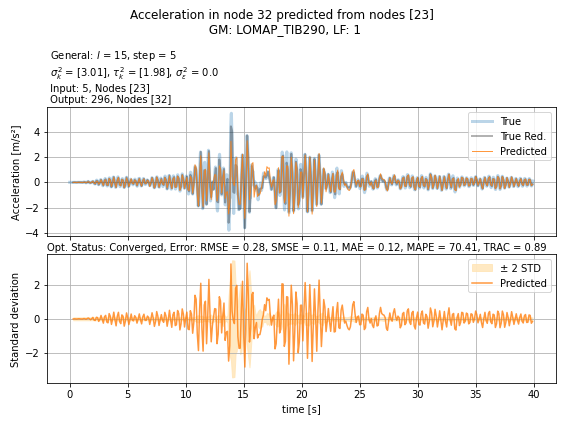 Acceleration in node 32 predicted from nodes [23]
GM: LOMAP_TIB290, LF: 1
General: l = 15, step = 5
σ²ₖ = [3.01], τ²ₖ = [1.98], σ²ε = 0.0
Input: 5, Nodes [23]
Output: 296, Nodes [32]
Acceleration [m/s²]
4
2
0
−2
−4
True
True Red.
Predicted
Opt. Status: Converged, Error: RMSE = 0.28, SMSE = 0.11, MAE = 0.12, MAPE = 70.41, TRAC = 0.89
Standard deviation
2
0
−2
± 2 STD
Predicted
0 5 10 15 20 25 30 35 40
time [s]